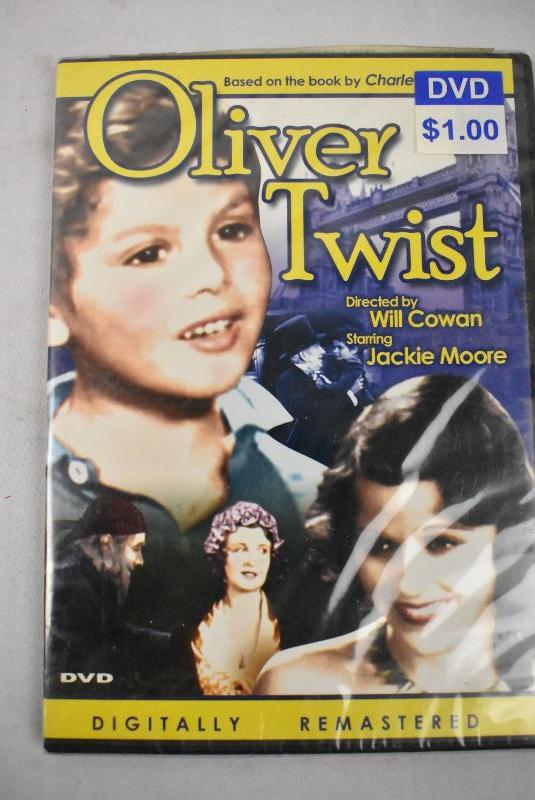 Based on the book by Charle
DVD
$1.00
Oliver
Twist
Directed by
Will Cowan
Starring
Jackie Moore
DVD
DIGITALLY REMASTERED